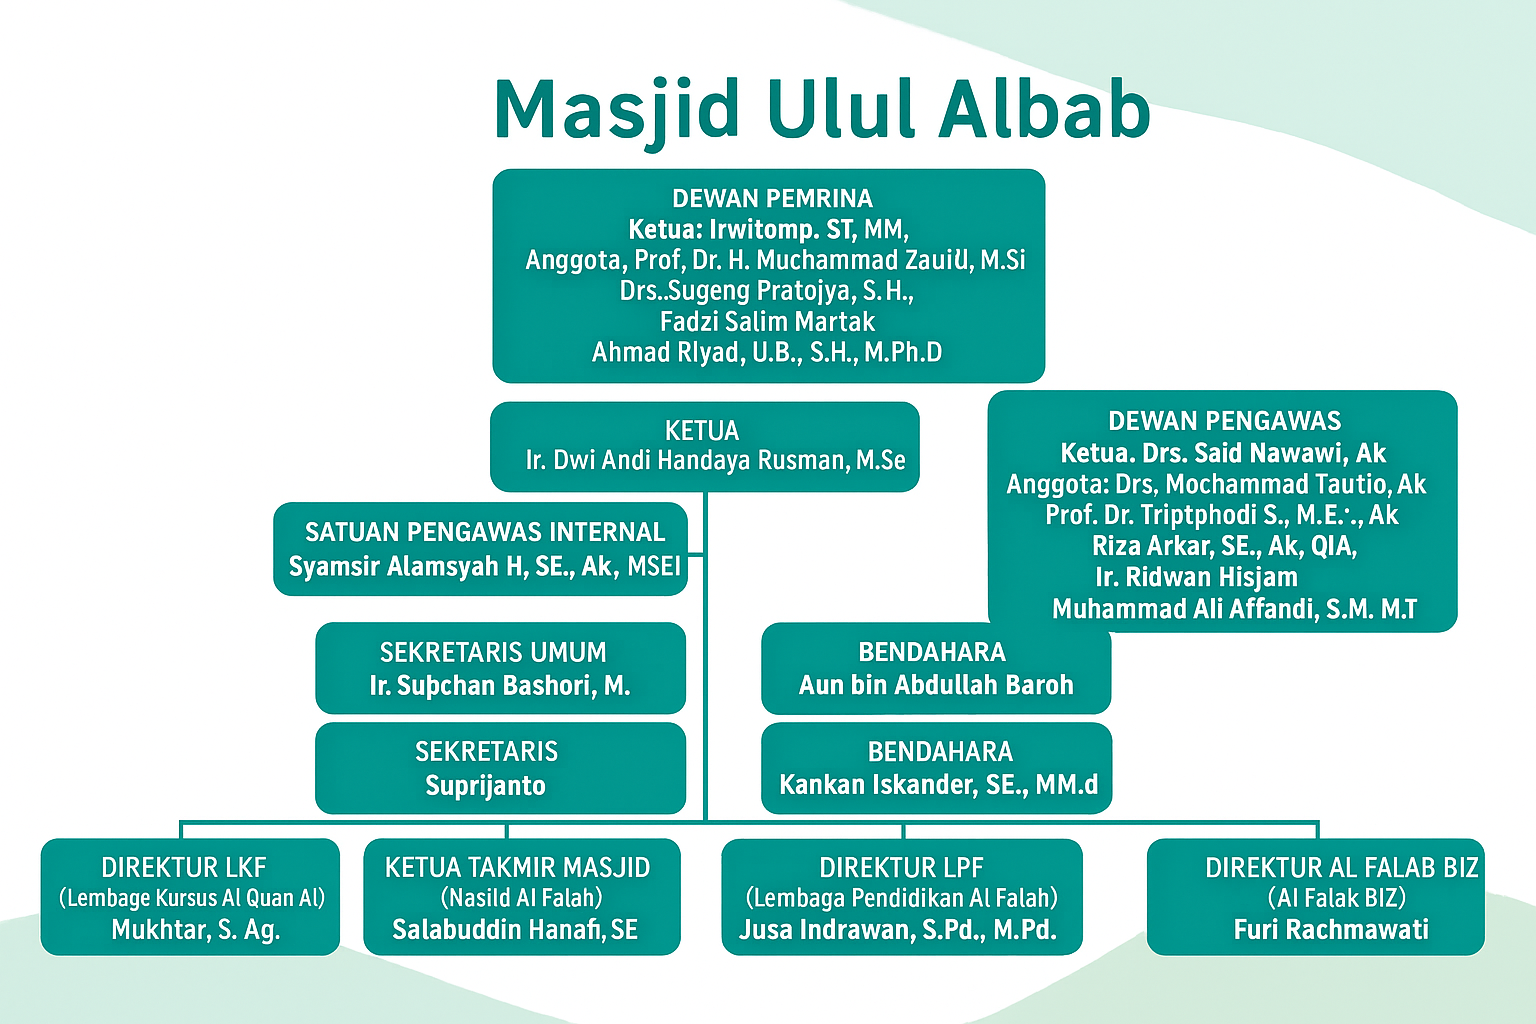 Masjid Ulul Albab
DEWAN PEMRINA
Ketua: Irwitomp. ST, MM,
Anggota, Prof, Dr. H. Muchammad Zauiƚl, M.Si
Drs..Sugeng Pratojya, S.H.,
Fadzi Salim Martak
Ahmad RIyad, U.B., S.H., M.Ph.D
KETUA
Ir. Dwi Andi Handaya Rusman, M.Se
DEWAN PENGAWAS
Ketua. Drs. Said Nawawi, Ak
Anggota: Drs, Mochammad Tautio, Ak
Prof. Dr. Triptphodi S., M.E.·., Ak
Riza Arkar, SE., Ak, QIA,
Ir. Ridwan Hisjam
Muhammad Ali Affandi, S.M. M.T
SATUAN PENGAWAS INTERNAL
Syamsir Alamsyah H, SE., Ak, MSEI
SEKRETARIS UMUM
Ir. Suþchan Bashori, M.
BENDAHARA
Aun bin Abdullah Baroh
SEKRETARIS
Suprijanto
BENDAHARA
Kankan Iskander, SE., MM.d
DIREKTUR LKF
(Lembage Kursus Al Quan Al)
Mukhtar, S. Ag.
KETUA TAKMIR MASJID
(Nasild Al Falah)
Salabuddin Hanafi, SE
DIREKTUR LPF
(Lembaga Pendidikan Al Falah)
Jusa Indrawan, S.Pd., M.Pd.
DIREKTUR AL FALAB BIZ
(Al Falak BIZ)
Furi Rachmawati